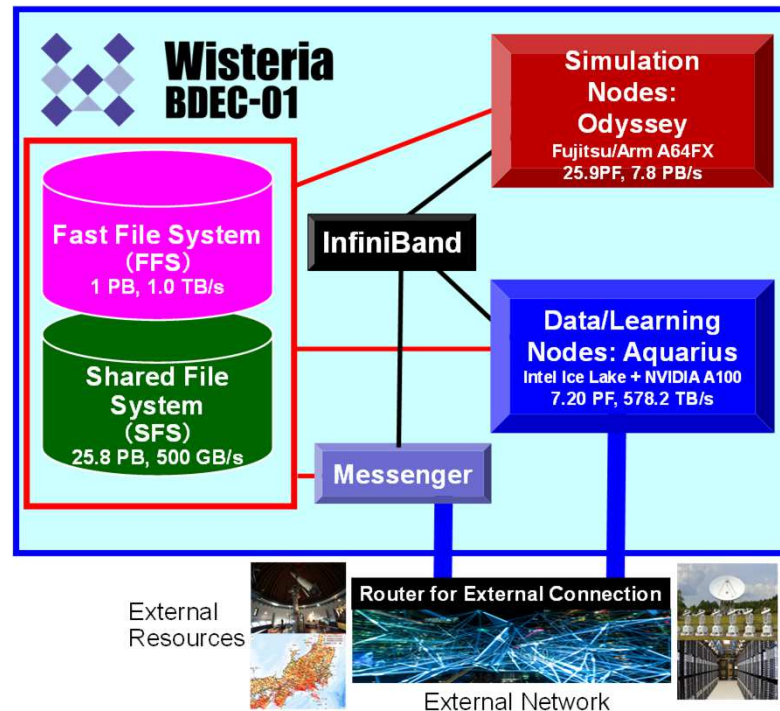 Wisteria
BDEC-01
Simulation
Nodes:
Odyssey
Fujitsu/Arm A64FX
25.9PF, 7.8 PB/s
Fast File System
(FFS)
1 PB, 1.0 TB/s
InfiniBand
Data/Learning
Nodes: Aquarius
Intel Ice Lake + NVIDIA A100
7.20 PF, 578.2 TB/s
Shared File
System
(SFS)
25.8 PB, 500 GB/s
Messenger
External
Resources
Router for External Connection
External Network